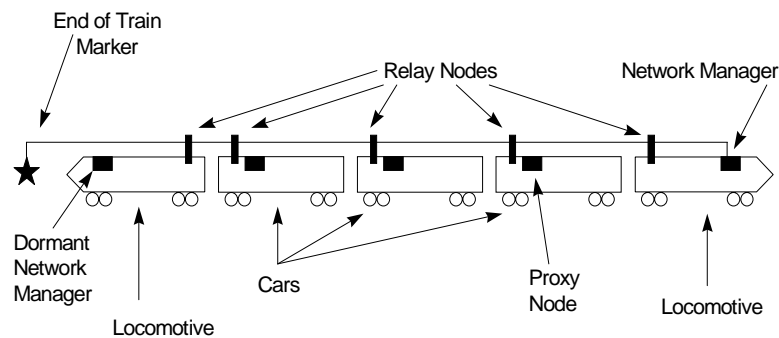 End of Train
Marker
Relay Nodes
Network Manager
Dormant
Network
Manager
Cars
Proxy
Node
Locomotive
Locomotive